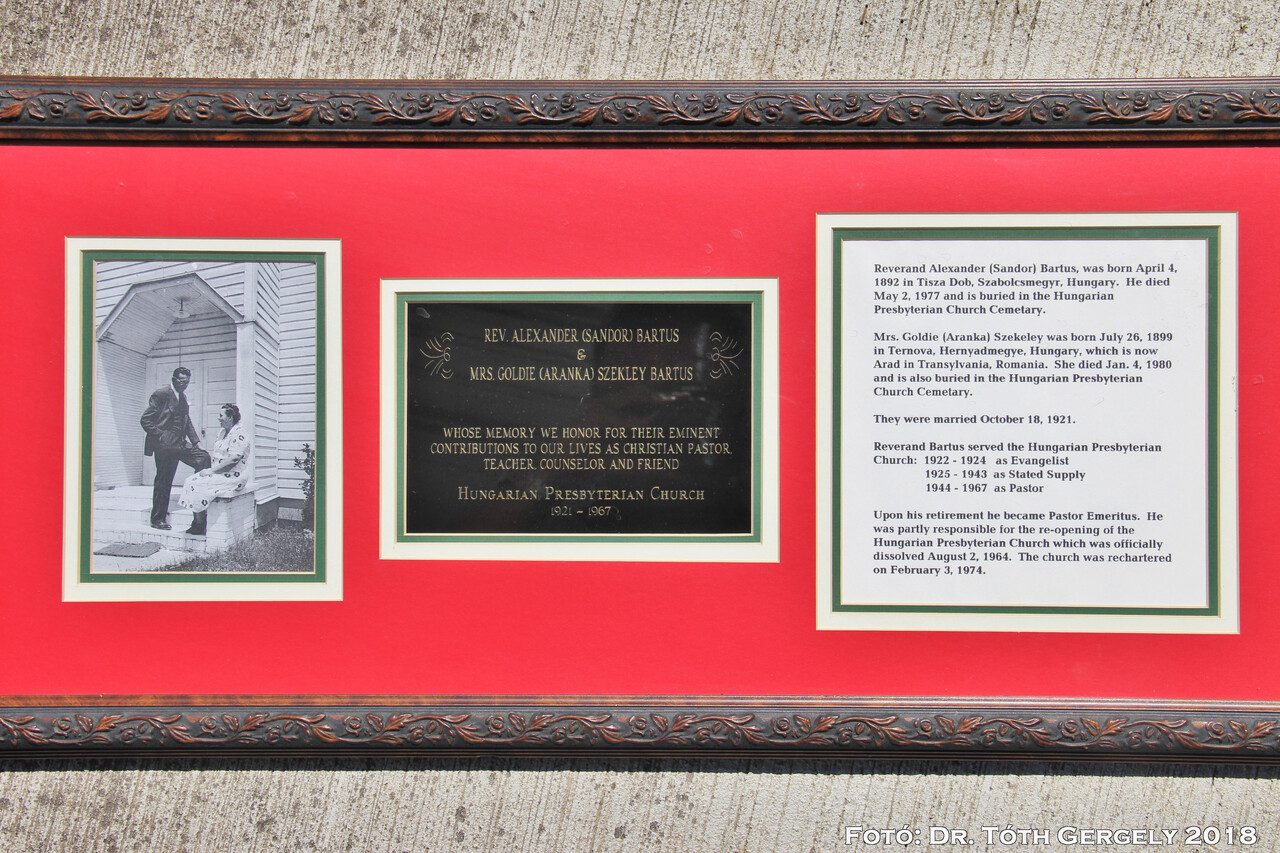 REV. ALEXANDER (SANDOR) BARTUS
&
MRS. GOLDIE (ARANKA) SZEKLEY BARTUS
WHOSE MEMORY WE HONOR FOR THEIR EMINENT
CONTRIBUTIONS TO OUR LIVES AS CHRISTIAN PASTOR,
TEACHER, COUNSELOR AND FRIEND
HUNGARIAN PRESBYTERIAN CHURCH
1921 - 1967
Reverand Alexander (Sandor) Bartus, was born April 4,
1892 in Tisza Dob, Szabolcsmegyr, Hungary. He died
May 2, 1977 and is buried in the Hungarian
Presbyterian Church Cemetary.
Mrs. Goldie (Aranka) Szekeley was born July 26, 1899
in Ternova, Hernyadmegye, Hungary, which is now
Arad in Transylvania, Romania. She died Jan. 4, 1980
and is also buried in the Hungarian Presbyterian
Church Cemetary.
They were married October 18, 1921.
Reverand Bartus served the Hungarian Presbyterian
Church: 1922 - 1924 as Evangelist
1925 - 1943 as Stated Supply
1944 - 1967 as Pastor
Upon his retirement he became Pastor Emeritus. He
was partly responsible for the re-opening of the
Hungarian Presbyterian Church which was officially
dissolved August 2, 1964. The church was rechartered
on February 3, 1974.
FOTÓ: DR. TÓTH GERGELY 2018